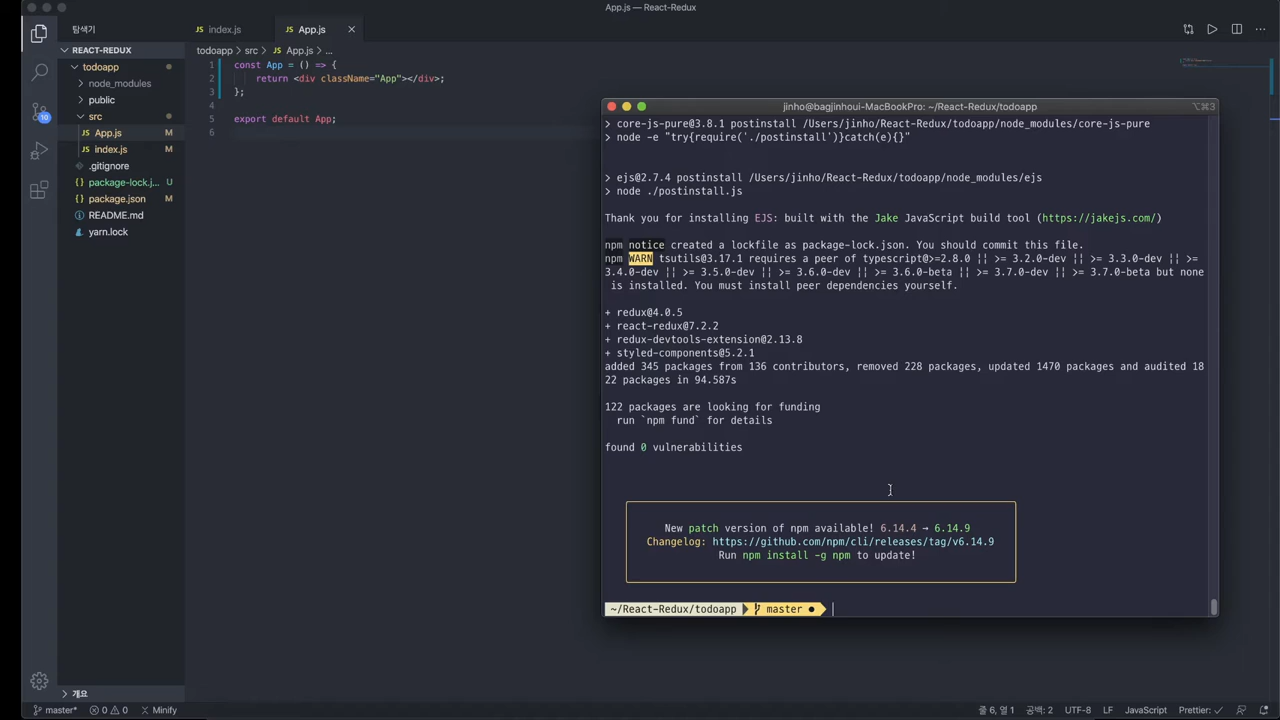 App.js — React-Redux
탐색기
index.js
App.js
REACT-REDUX
todoapp
node_modules
public
src
App.js M
index.js M
.gitignore
package-lock.j... U
package.json M
README.md
yarn.lock
10
todoapp > src > App.js > ...
1 const App = () => {
2 return <div className="App"></div>;
3 };
4
5 export default App;
6
jinho@bagjinhoui-MacBookPro: ~/React-Redux/todoapp
⌥⌘3
> core-js-pure@3.8.1 postinstall /Users/jinho/React-Redux/todoapp/node_modules/core-js-pure
> node -e "try{require('./postinstall')}catch(e){}"
> ejs@2.7.4 postinstall /Users/jinho/React-Redux/todoapp/node_modules/ejs
> node ./postinstall.js
Thank you for installing EJS: built with the Jake JavaScript build tool (https://jakejs.com/)
npm notice created a lockfile as package-lock.json. You should commit this file.
npm WARN tsutils@3.17.1 requires a peer of typescript@>=2.8.0 || >= 3.2.0-dev || >= 3.3.0-dev || >=
3.4.0-dev || >= 3.5.0-dev || >= 3.6.0-dev || >= 3.6.0-beta || >= 3.7.0-dev || >= 3.7.0-beta but none
is installed. You must install peer dependencies yourself.
+ redux@4.0.5
+ react-redux@7.2.2
+ redux-devtools-extension@2.13.8
+ styled-components@5.2.1
added 345 packages from 136 contributors, removed 228 packages, updated 1470 packages and audited 18
22 packages in 94.587s
122 packages are looking for funding
run `npm fund` for details
found 0 vulnerabilities
New patch version of npm available! 6.14.4 → 6.14.9
Changelog: https://github.com/npm/cli/releases/tag/v6.14.9
Run npm install -g npm to update!
~/React-Redux/todoapp master ●
개요
master* 0 0 Minify
줄 6, 열 1 공백: 2 UTF-8 LF JavaScript Prettier: ✓